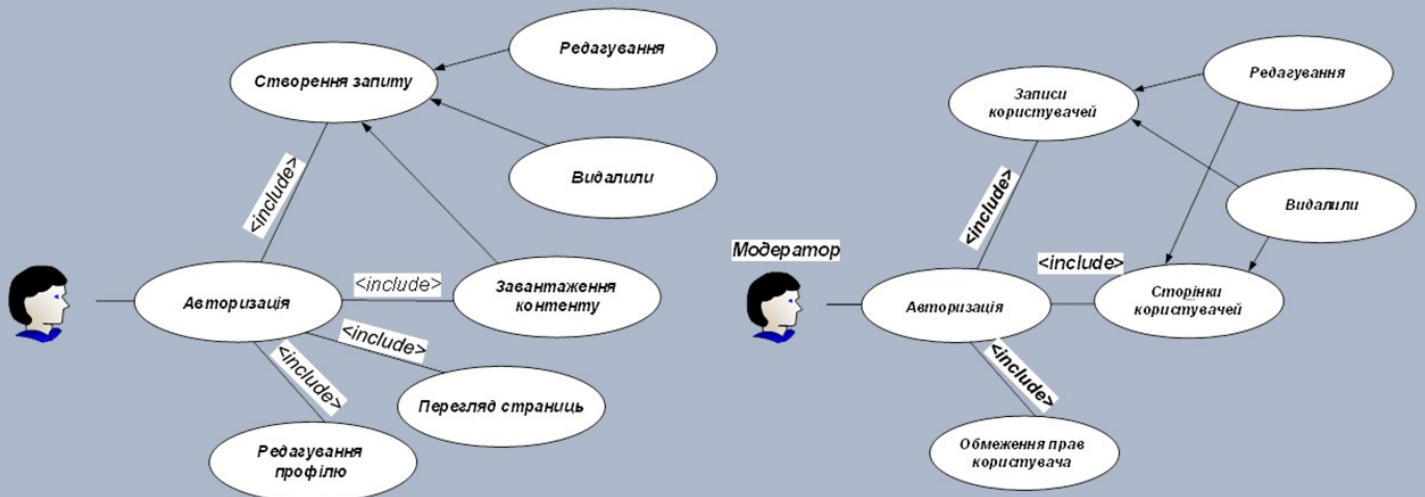 Редагування
Створення запиту
Видалили
<include>
Авторизація
<include>
Завантаження
контенту
<include>
<include>
Перегляд страниць
Редагування
профілю
Редагування
Записи
користувачей
Видалили
<include>
Модератор
<include>
Авторизація
Сторінки
користувачей
<include>
Обмеження прав
користувача